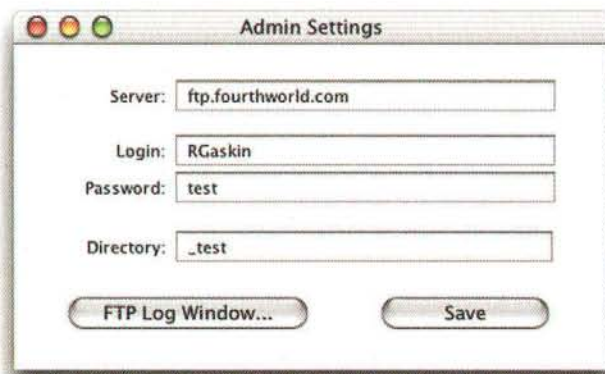 Admin Settings
Server: ftp.fourthworld.com
Login: RGaskin
Password: test
Directory: _test
FTP Log Window... Save